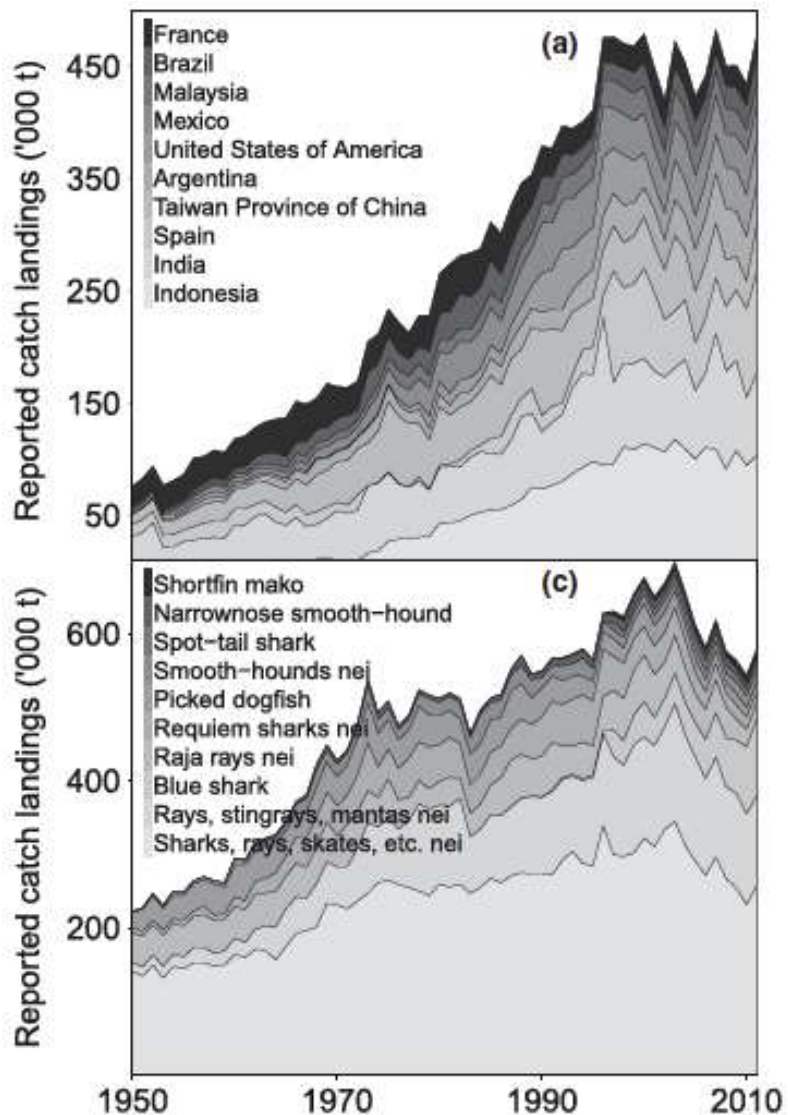 (a)
France
Brazil
Malaysia
Mexico
United States of America
Argentina
Taiwan Province of China
Spain
India
Indonesia
Reported catch landings ('000 t)
450
350
250
150
50
(c)
Shortfin mako
Narrownose smooth-hound
Spot-tail shark
Smooth-hounds nei
Picked dogfish
Requiem sharks nei
Raja rays nei
Blue shark
Rays, stingrays, mantas nei
Sharks, rays, skates, etc. nei
Reported catch landings ('000 t)
600
400
200
1950 1970 1990 2010